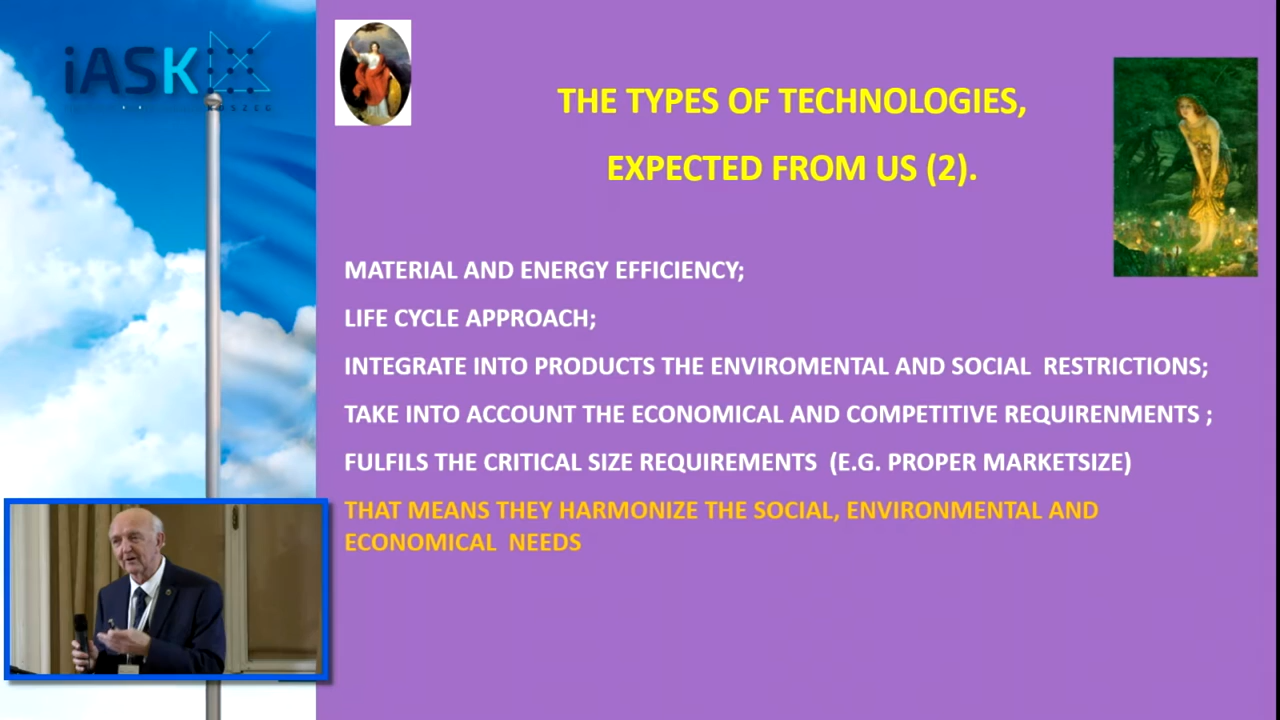 iASK
KOSZEG
THE TYPES OF TECHNOLOGIES,
EXPECTED FROM US (2).
MATERIAL AND ENERGY EFFICIENCY;
LIFE CYCLE APPROACH;
INTEGRATE INTO PRODUCTS THE ENVIROMENTAL AND SOCIAL RESTRICTIONS;
TAKE INTO ACCOUNT THE ECONOMICAL AND COMPETITIVE REQUIRENMENTS ;
FULFILS THE CRITICAL SIZE REQUIREMENTS (E.G. PROPER MARKETSIZE)
THAT MEANS THEY HARMONIZE THE SOCIAL, ENVIRONMENTAL AND
ECONOMICAL NEEDS